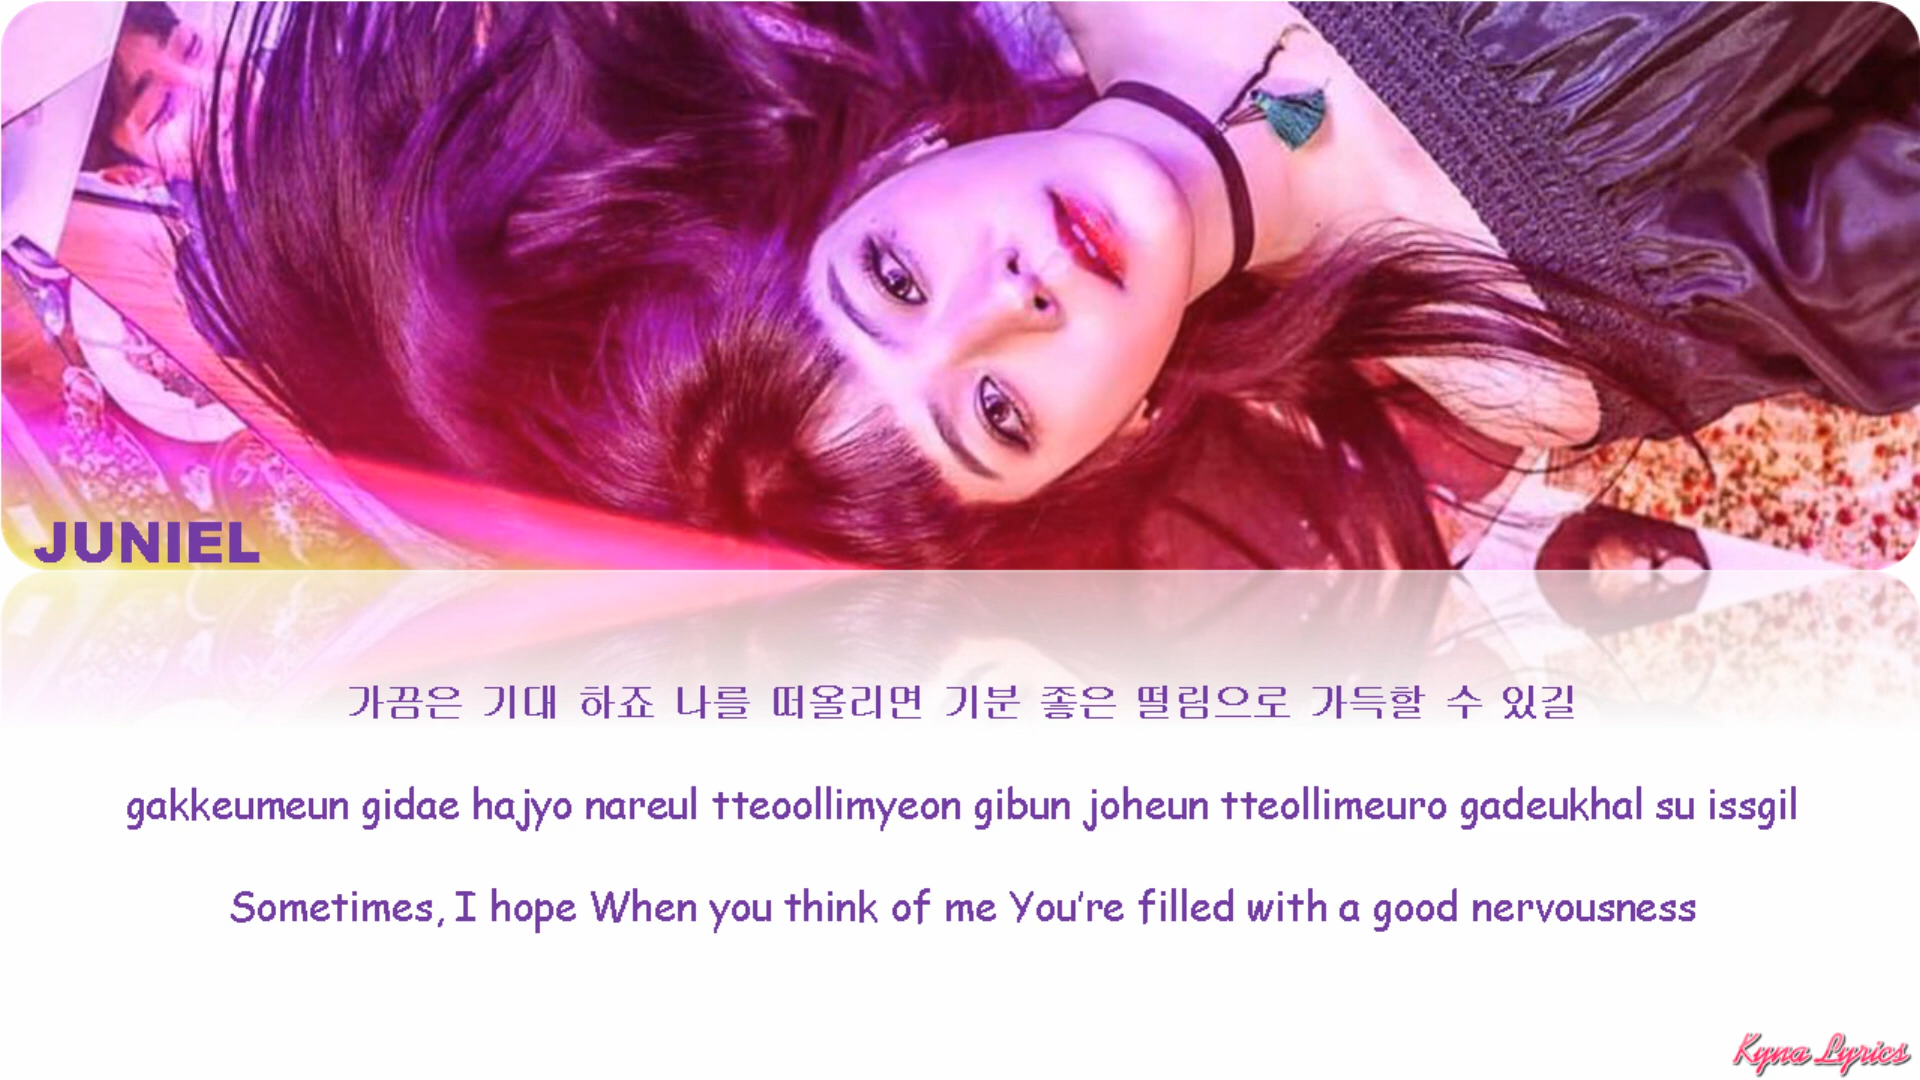 JUNIEL
가끔은 기대 하죠 나를 떠올리면 기분 좋은 떨림으로 가득할 수 있길
gakkeumeun gidae hajyo nareul tteoollimyeon gibun joheun tteollimeuro gadeukhal su issgil
Sometimes, I hope When you think of me You're filled with a good nervousness
Kyna Lyrics